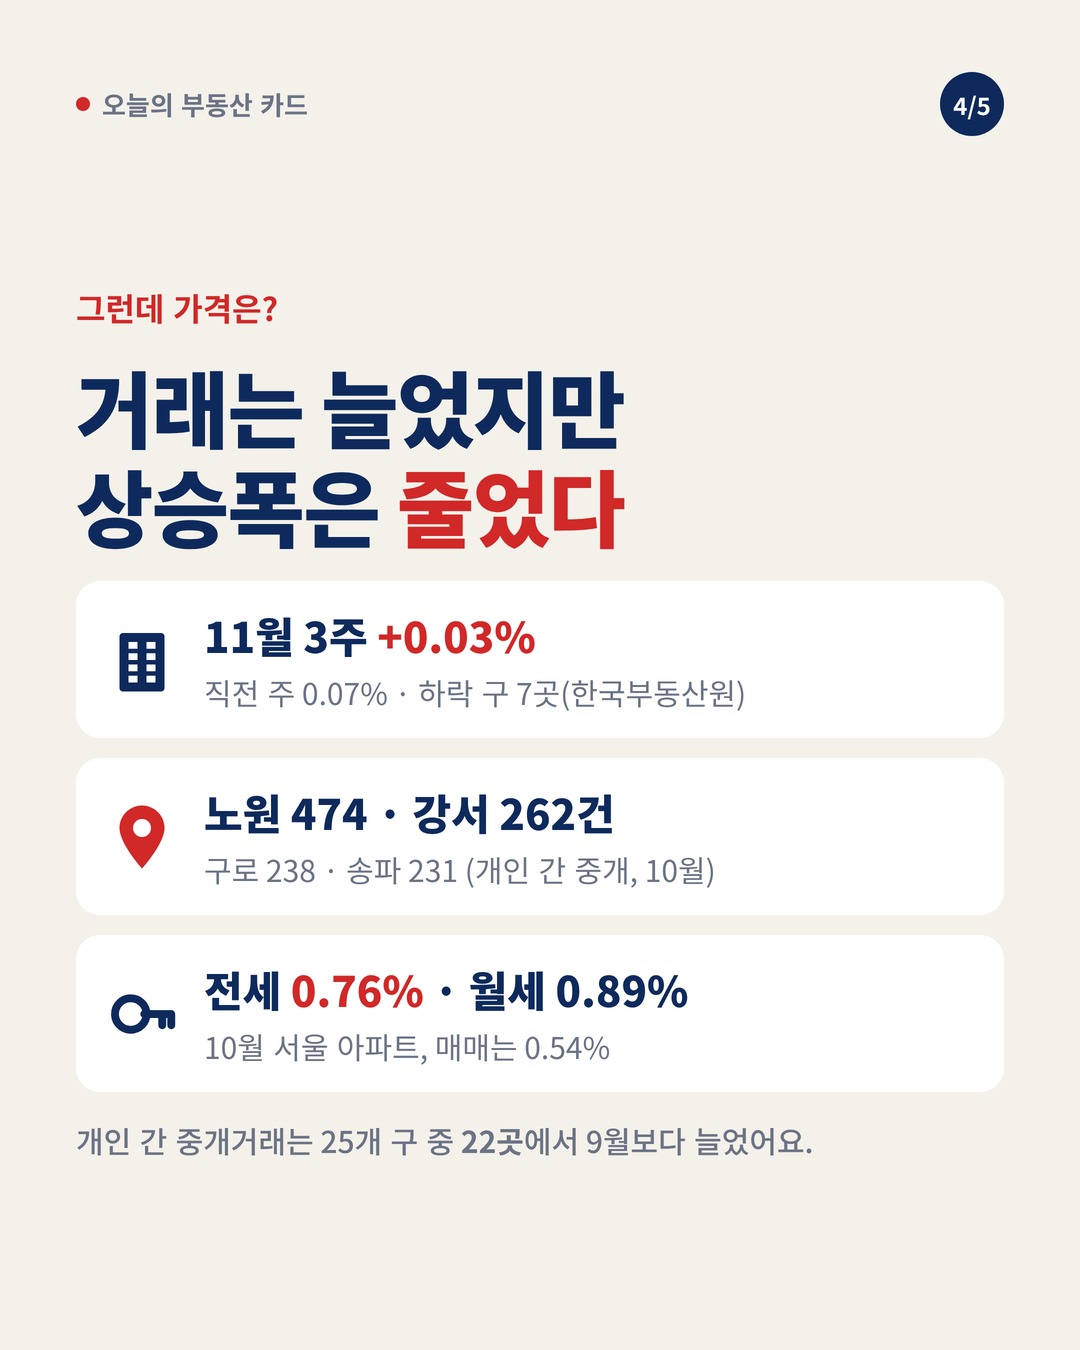 오늘의 부동산 카드
4/5
그런데 가격은?
거래는 늘었지만
상승폭은 줄었다
11월 3주 +0.03%
직전 주 0.07% · 하락 구 7곳(한국부동산원)
노원 474 · 강서 262건
구로 238 · 송파 231 (개인 간 중개, 10월)
전세 0.76% · 월세 0.89%
10월 서울 아파트, 매매는 0.54%
개인 간 중개거래는 25개 구 중 22곳에서 9월보다 늘었어요.